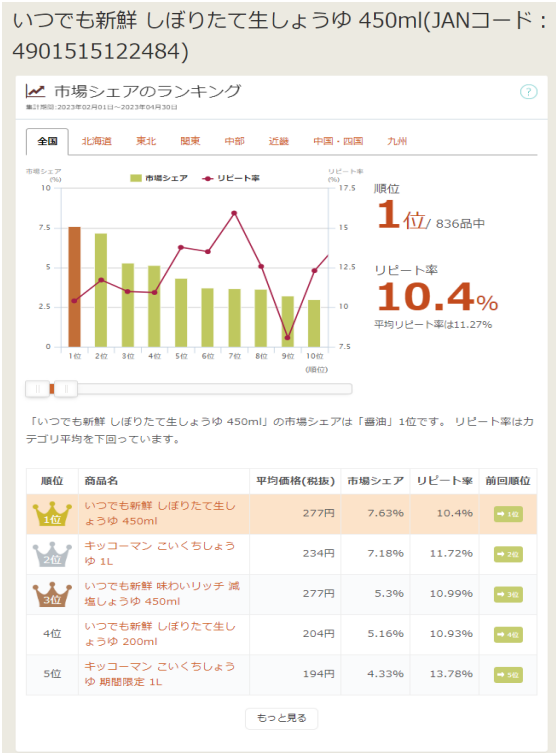 いつでも新鮮 しぼりたて生しょうゆ 450ml(JANコード：
4901515122484)
市場シェアのランキング
?
集計期間:2023年02月01日～2023年04月30日
全国 北海道 東北 関東 中部 近畿 中国・四国 九州
市場シェア
(%)
市場シェア リピート率
リピート率
(%)
10
7.5
5
2.5
0
17.5
15
12.5
10
7.5
1位 2位 3位 4位 5位 6位 7位 8位 9位 10位
(順位)
順位
1位/ 836品中
リピート率
10.4%
平均リピート率は11.27%
「いつでも新鮮 しぼりたて生しょうゆ 450ml」の市場シェアは「醤油」1位です。 リピート率はカ
テゴリ平均を下回っています。
順位 商品名 平均価格(税抜) 市場シェア リピート率 前回順位
1位 いつでも新鮮 しぼりたて生し
ょうゆ 450ml 277円 7.63% 10.4% 1位
2位 キッコーマン こいくちしょう
ゆ 1L 234円 7.18% 11.72% 2位
3位 いつでも新鮮 味わいリッチ 減
塩しょうゆ 450ml 277円 5.3% 10.99% 3位
4位 いつでも新鮮 しぼりたて生し
ょうゆ 200ml 204円 5.16% 10.93% 4位
5位 キッコーマン こいくちしょう
ゆ 期間限定 1L 194円 4.33% 13.78% 5位
もっと見る